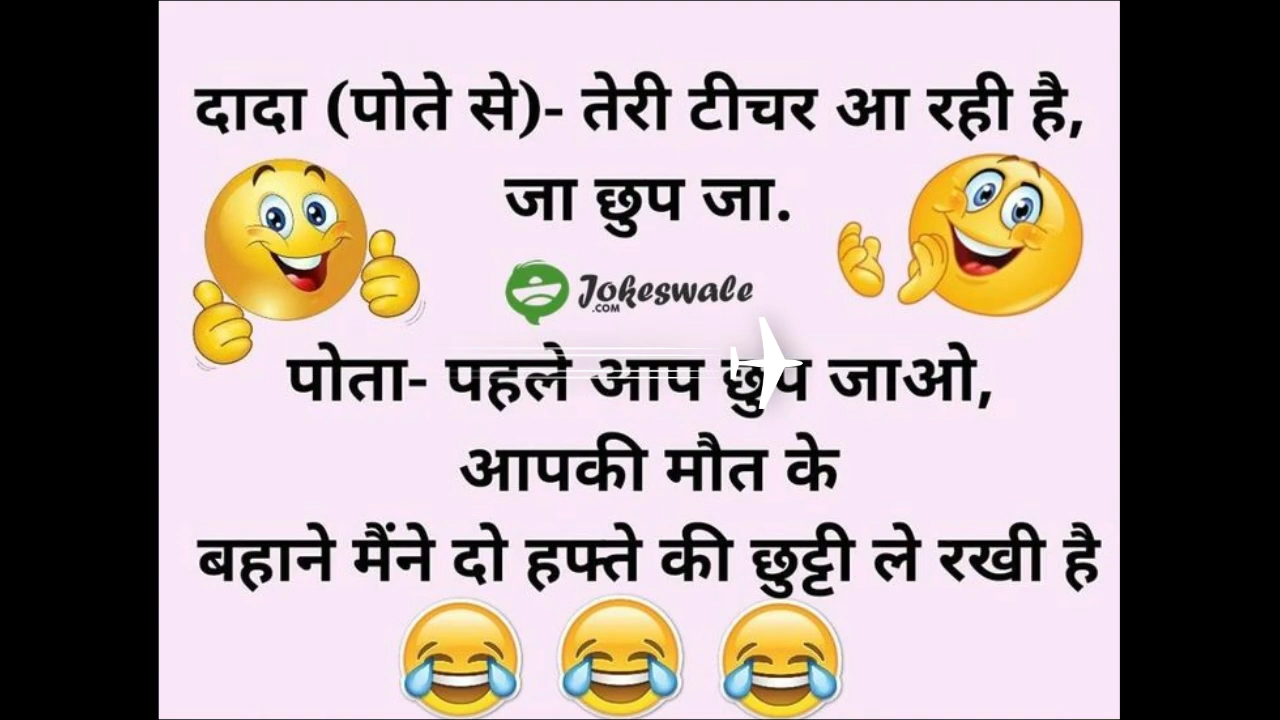 दादा (पोते से)- तेरी टीचर आ रही है,
जा छुप जा.
Jokeswale
.COM
पोता- पहले आप छुप जाओ,
आपकी मौत के
बहाने मैंने दो हफ्ते की छुट्टी ले रखी है